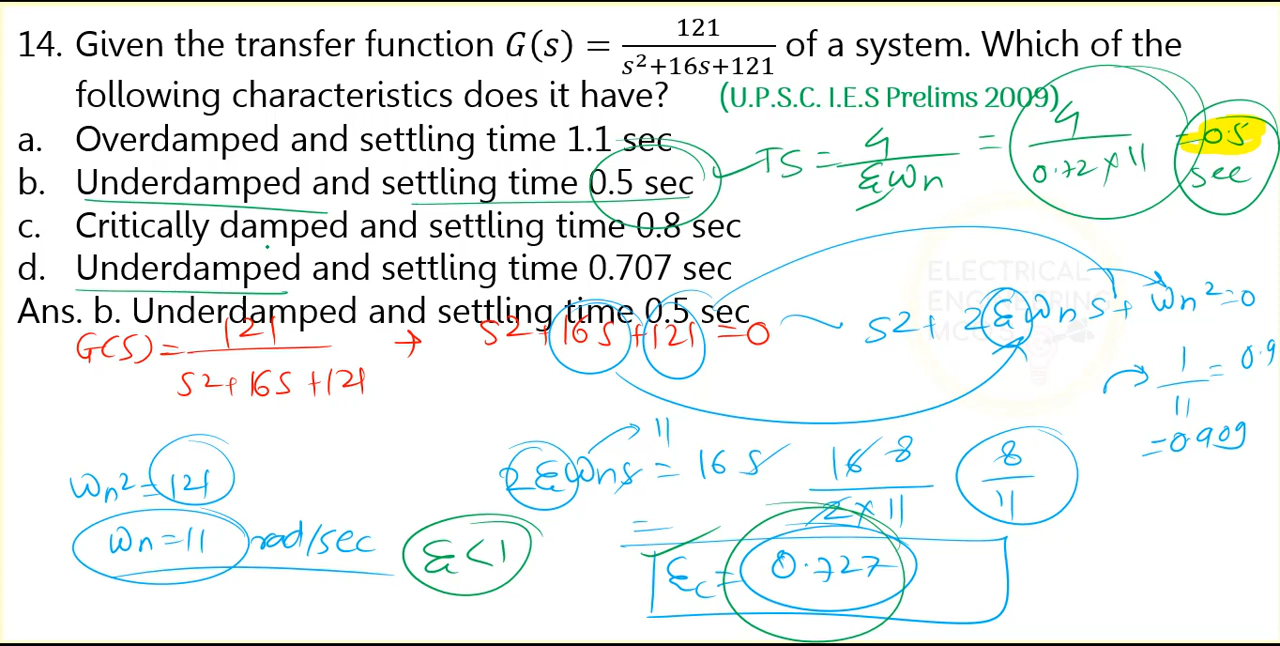 14. Given the transfer function G(s) = 121 / s²+16s+121 of a system. Which of the
following characteristics does it have? (U.P.S.C. I.E.S Prelims 2009)
a. Overdamped and settling time 1.1 sec
b. Underdamped and settling time 0.5 sec
TS = 4 / ξωn = 4 / 0.72 × 11 = 0.5 sec
c. Critically damped and settling time 0.8 sec
d. Underdamped and settling time 0.707 sec
ELECTRICAL
ENGINEERING
MCQ
Ans. b. Underdamped and settling time 0.5 sec
G(S) = 121 / S²+16S+121 → S²+16S+121=0 ~ S²+2ξωnS+ωn²=0
1 / 11 = 0.9
=0.909
ωn²=121
2ξωns = 16S
11
16 8 / 2×11
8 / 11
ωn=11 rad/sec
ξ<1
=
0.727